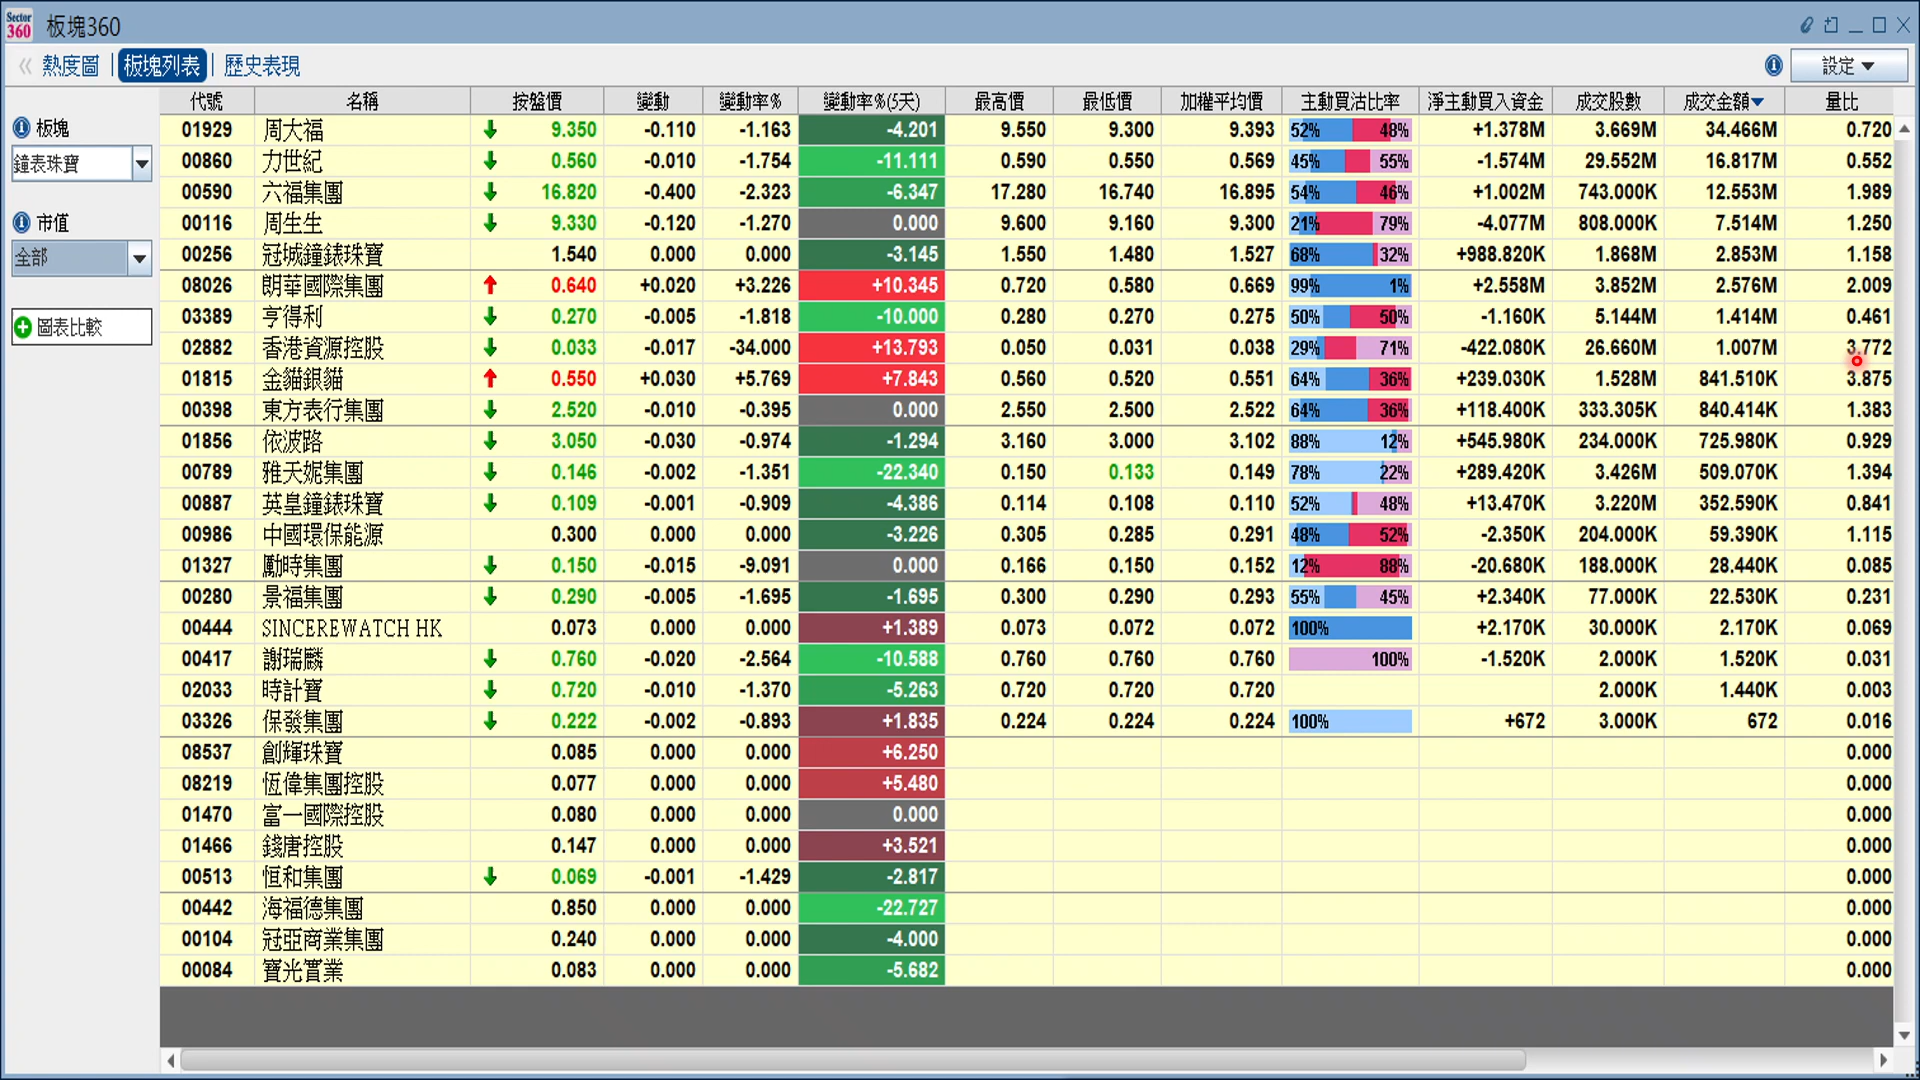 Sector 360 板塊360
熱度圖 板塊列表 歷史表現 設定
板塊
鐘表珠寶
市值
全部
圖表比較
代號 名稱 按盤價 變動 變動率% 變動率%(5天) 最高價 最低價 加權平均價 主動買沽比率 淨主動買入資金 成交股數 成交金額 量比
01929 周大福 9.350 -0.110 -1.163 -4.201 9.550 9.300 9.393 52% 48% +1.378M 3.669M 34.466M 0.720
00860 力世紀 0.560 -0.010 -1.754 -11.111 0.590 0.550 0.569 45% 55% -1.574M 29.552M 16.817M 0.552
00590 六福集團 16.820 -0.400 -2.323 -6.347 17.280 16.740 16.895 54% 46% +1.002M 743.000K 12.553M 1.989
00116 周生生 9.330 -0.120 -1.270 0.000 9.600 9.160 9.300 21% 79% -4.077M 808.000K 7.514M 1.250
00256 冠城鐘錶珠寶 1.540 0.000 0.000 -3.145 1.550 1.480 1.527 68% 32% +988.820K 1.868M 2.853M 1.158
08026 朗華國際集團 0.640 +0.020 +3.226 +10.345 0.720 0.580 0.669 99% 1% +2.558M 3.852M 2.576M 2.009
03389 亨得利 0.270 -0.005 -1.818 -10.000 0.280 0.270 0.275 50% 50% -1.160K 5.144M 1.414M 0.461
02882 香港資源控股 0.033 -0.017 -34.000 +13.793 0.050 0.031 0.038 29% 71% -422.080K 26.660M 1.007M 3.772
01815 金貓銀貓 0.550 +0.030 +5.769 +7.843 0.560 0.520 0.551 64% 36% +239.030K 1.528M 841.510K 3.875
00398 東方表行集團 2.520 -0.010 -0.395 0.000 2.550 2.500 2.522 64% 36% +118.400K 333.305K 840.414K 1.383
01856 依波路 3.050 -0.030 -0.974 -1.294 3.160 3.000 3.102 88% 12% +545.980K 234.000K 725.980K 0.929
00789 雅天妮集團 0.146 -0.002 -1.351 -22.340 0.150 0.133 0.149 78% 22% +289.420K 3.426M 509.070K 1.394
00887 英皇鐘錶珠寶 0.109 -0.001 -0.909 -4.386 0.114 0.108 0.110 52% 48% +13.470K 3.220M 352.590K 0.841
00986 中國環保能源 0.300 0.000 0.000 -3.226 0.305 0.285 0.291 48% 52% -2.350K 204.000K 59.390K 1.115
01327 勵時集團 0.150 -0.015 -9.091 0.000 0.166 0.150 0.152 12% 88% -20.680K 188.000K 28.440K 0.085
00280 景福集團 0.290 -0.005 -1.695 -1.695 0.300 0.290 0.293 55% 45% +2.340K 77.000K 22.530K 0.231
00444 SINCEREWATCH HK 0.073 0.000 0.000 +1.389 0.073 0.072 0.072 100% +2.170K 30.000K 2.170K 0.069
00417 謝瑞麟 0.760 -0.020 -2.564 -10.588 0.760 0.760 0.760 100% -1.520K 2.000K 1.520K 0.031
02033 時計寶 0.720 -0.010 -1.370 -5.263 0.720 0.720 0.720 2.000K 1.440K 0.003
03326 保發集團 0.222 -0.002 -0.893 +1.835 0.224 0.224 0.224 100% +672 3.000K 672 0.016
08537 創輝珠寶 0.085 0.000 0.000 +6.250 0.000
08219 恆偉集團控股 0.077 0.000 0.000 +5.480 0.000
01470 富一國際控股 0.080 0.000 0.000 0.000 0.000
01466 錢唐控股 0.147 0.000 0.000 +3.521 0.000
00513 恒和集團 0.069 -0.001 -1.429 -2.817 0.000
00442 海福德集團 0.850 0.000 0.000 -22.727 0.000
00104 冠亞商業集團 0.240 0.000 0.000 -4.000 0.000
00084 寶光實業 0.083 0.000 0.000 -5.682 0.000